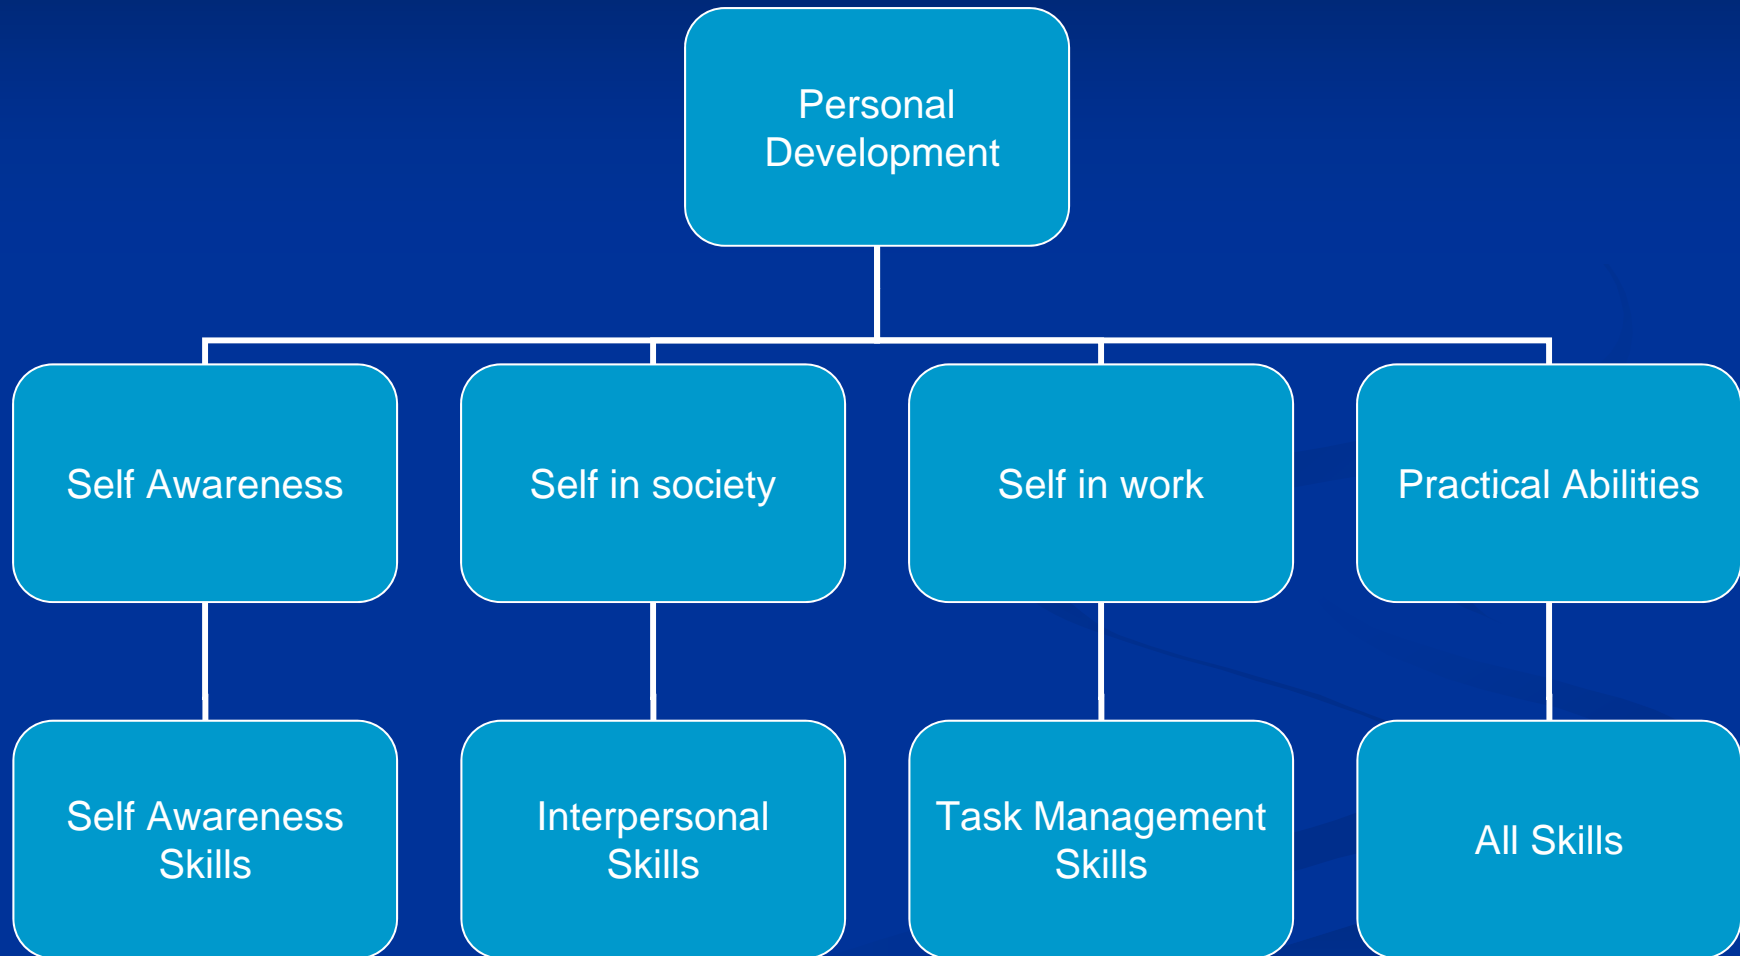 Personal
Development
Self Awareness
Self in society
Self in work
Practical Abilities
Self Awareness
Skills
Interpersonal
Skills
Task Management
Skills
All Skills